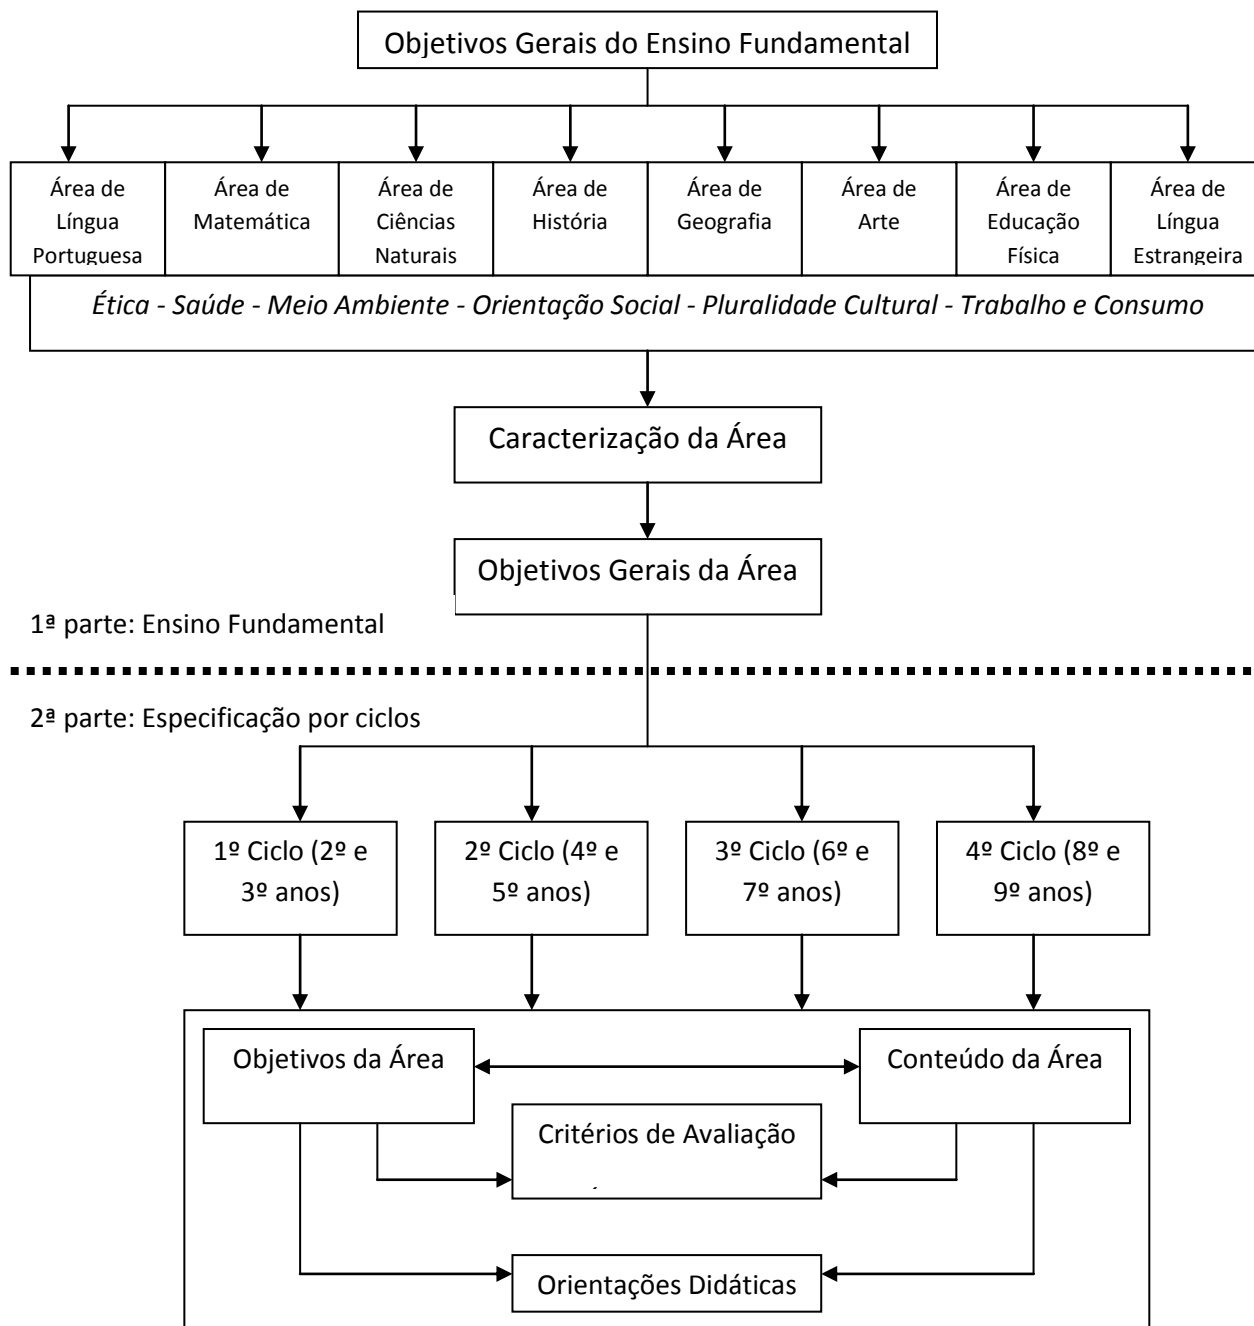 Objetivos Gerais do Ensino Fundamental
Área de
Língua
Portuguesa
Área de
Matemática
Área de
Ciências
Naturais
Área de
História
Área de
Geografia
Área de
Arte
Área de
Educação
Física
Área de
Língua
Estrangeira
Ética - Saúde - Meio Ambiente - Orientação Social - Pluralidade Cultural - Trabalho e Consumo
Caracterização da Área
Objetivos Gerais da Área
1ª parte: Ensino Fundamental
2ª parte: Especificação por ciclos
1º Ciclo (2º e
3º anos)
2º Ciclo (4º e
5º anos)
3º Ciclo (6º e
7º anos)
4º Ciclo (8º e
9º anos)
Objetivos da Área
Conteúdo da Área
Critérios de Avaliação
Orientações Didáticas